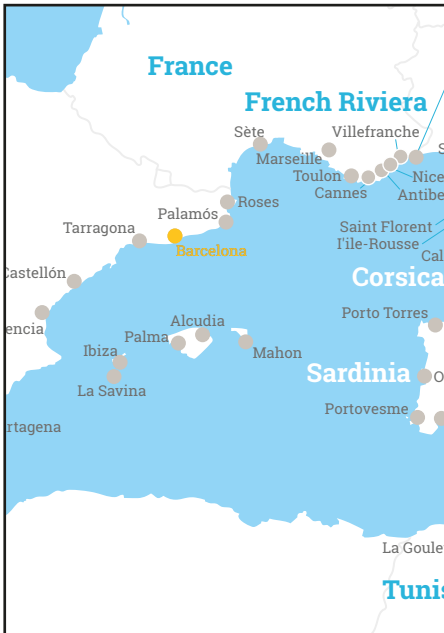 France
French Riviera
Sète
Villefranche
S
Marseille
Toulon
Nice
Cannes
Antibe
Roses
Palamós
Tarragona
Barcelona
Saint Florent
I'ile-Rousse
Cal
Castellón
Corsica
encia
Porto Torres
Alcudia
Palma
Ibiza
Mahon
La Savina
Sardinia
O
Portovesme
rtagena
La Goule
Tunis